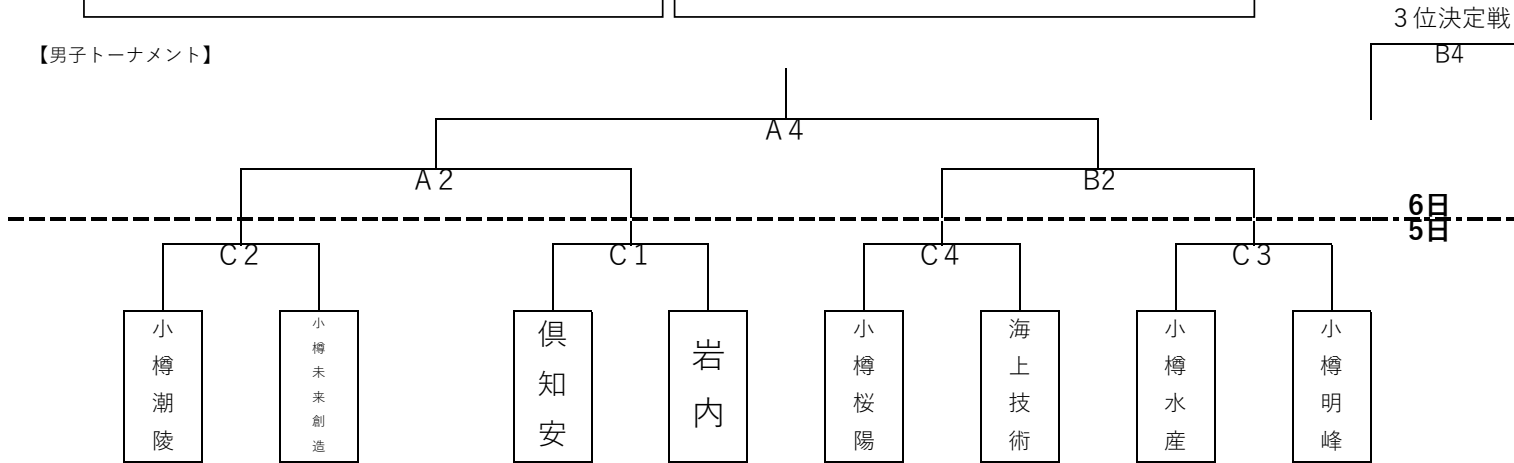 ３位決定戦
【男子トーナメント】
B4
A４
A２
B2
6日
5日
C２
C１
C４
C３
小樽潮陵
小樽未来創造
倶知安
岩内
小樽桜陽
海上技術
小樽水産
小樽明峰